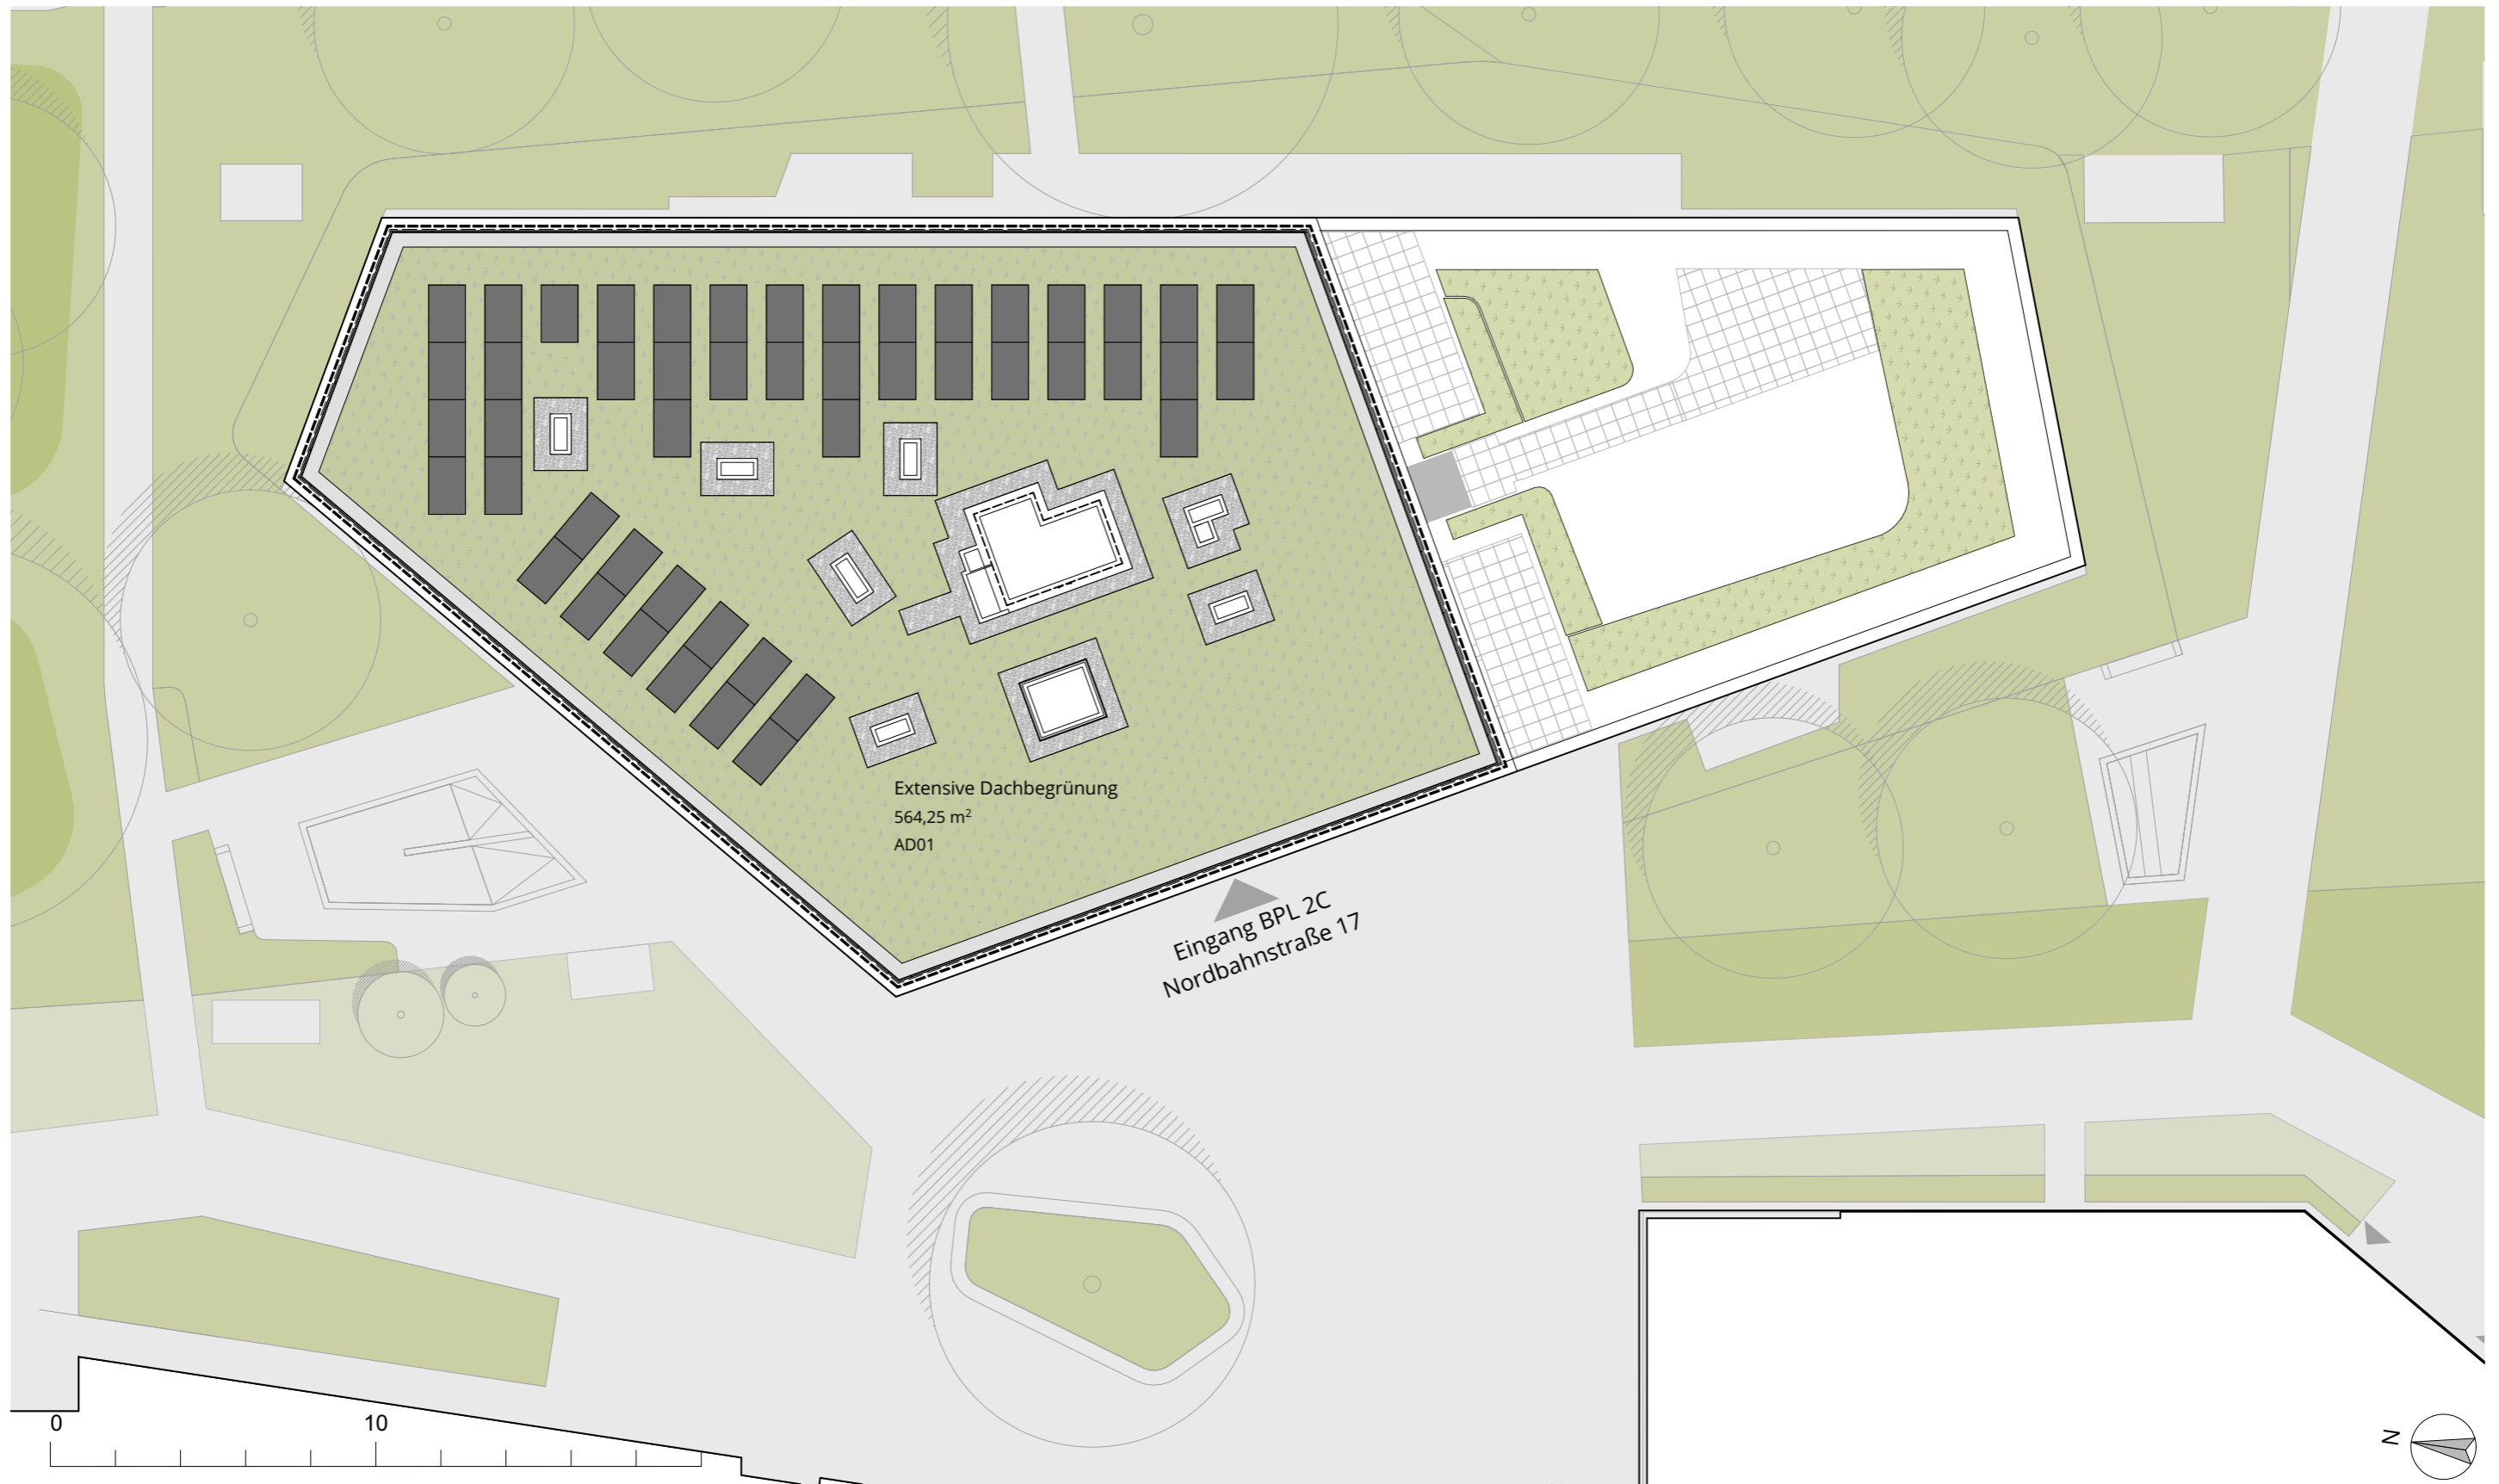 Extensive Dachbegrünung
564,25 m²
AD01
Eingang BPL 2C
Nordbahnstraße 17
0
10
N